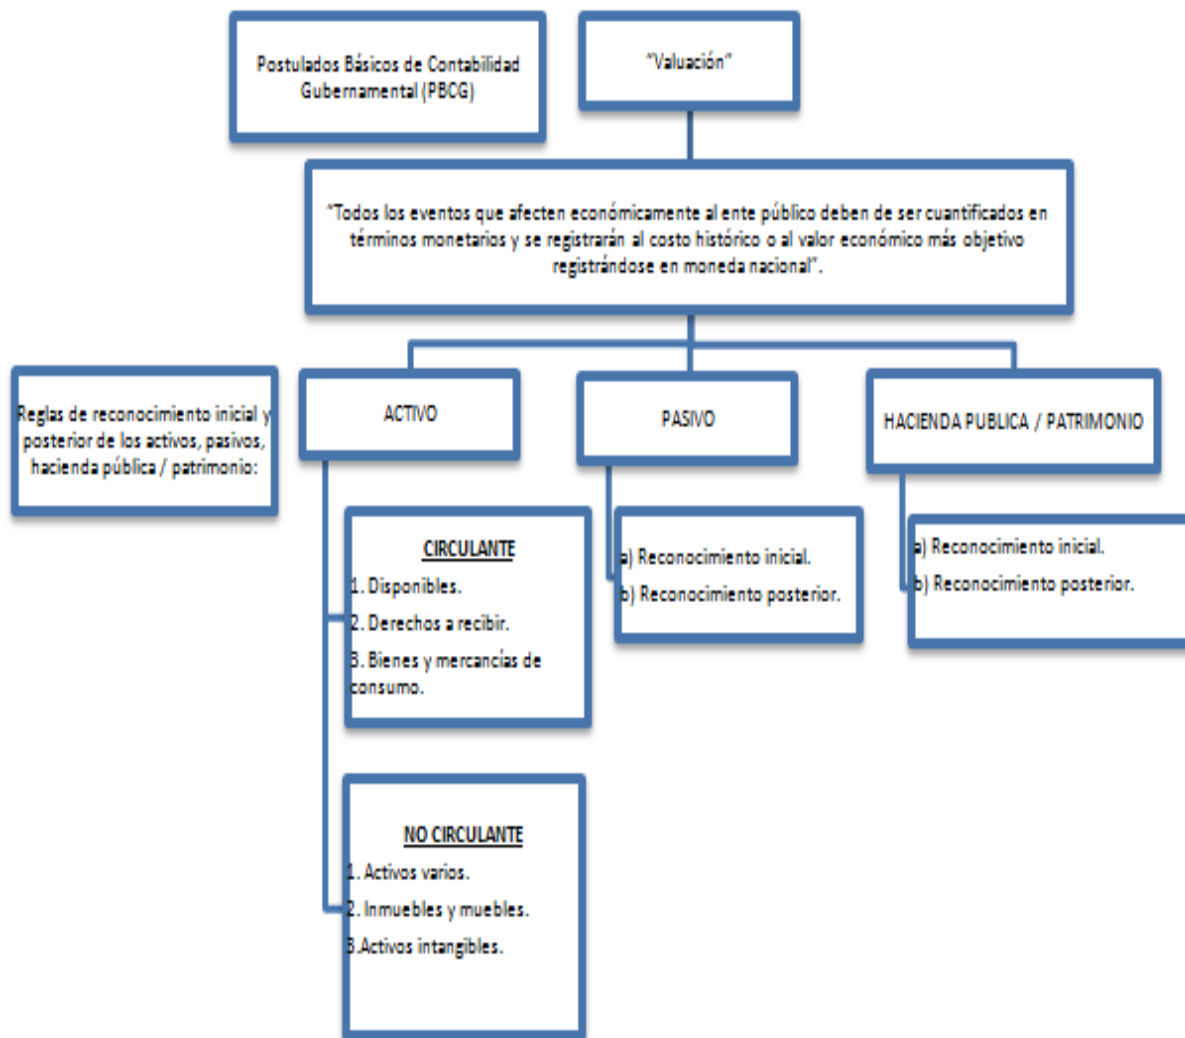 Postulados Básicos de Contabilidad
Gubernamental (PBCG)
“Valuación”
“Todos los eventos que afecten económicamente al ente público deben de ser cuantificados en
términos monetarios y se registrarán al costo histórico o al valor económico más objetivo
registrándose en moneda nacional”.
Reglas de reconocimiento inicial y
posterior de los activos, pasivos,
hacienda pública / patrimonio:
ACTIVO
PASIVO
HACIENDA PUBLICA / PATRIMONIO
CIRCULANTE
1. Disponibles.
2. Derechos a recibir.
3. Bienes y mercancías de
consumo.
a) Reconocimiento inicial.
b) Reconocimiento posterior.
a) Reconocimiento inicial.
b) Reconocimiento posterior.
NO CIRCULANTE
1. Activos varios.
2. Inmuebles y muebles.
3.Activos intangibles.